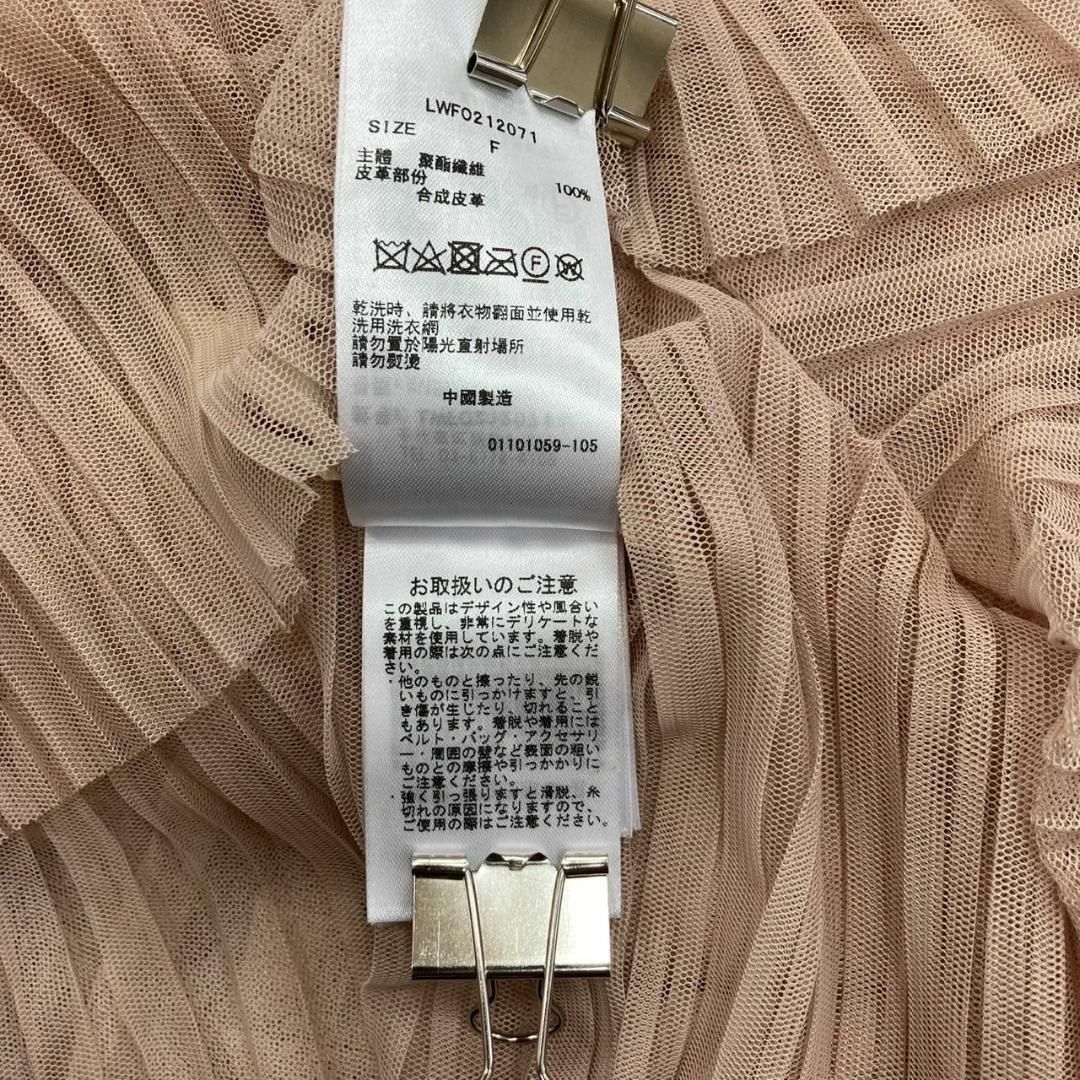 LWFO212071
SIZE F
主體 聚酯纖維 100%
皮革部份
合成皮革
F
W
乾洗時、請將衣物翻面並使用乾
洗用洗衣網
請勿置於陽光直射場所
請勿熨燙
中國製造
01101059-105
お取扱いのご注意
この製品はデザイン性や風合い
を重視し、非常にデリケートな
素材を使用しています。着脱や
着用の際は次の点にご注意くだ
さい。
・他のものと擦ったり、先の鋭
いものに引っかけますと、引
き傷が生じたり、切れること
もあります。着脱や着用には
ベルト・バッグ・アクセサリ
ー・周囲の壁など表面の粗い
ものとの摩擦や引っかかりに
ご注意ください。
・強く引っ張りますと滑脱、糸
切れの原因になりますので、
ご使用の際はご注意ください。